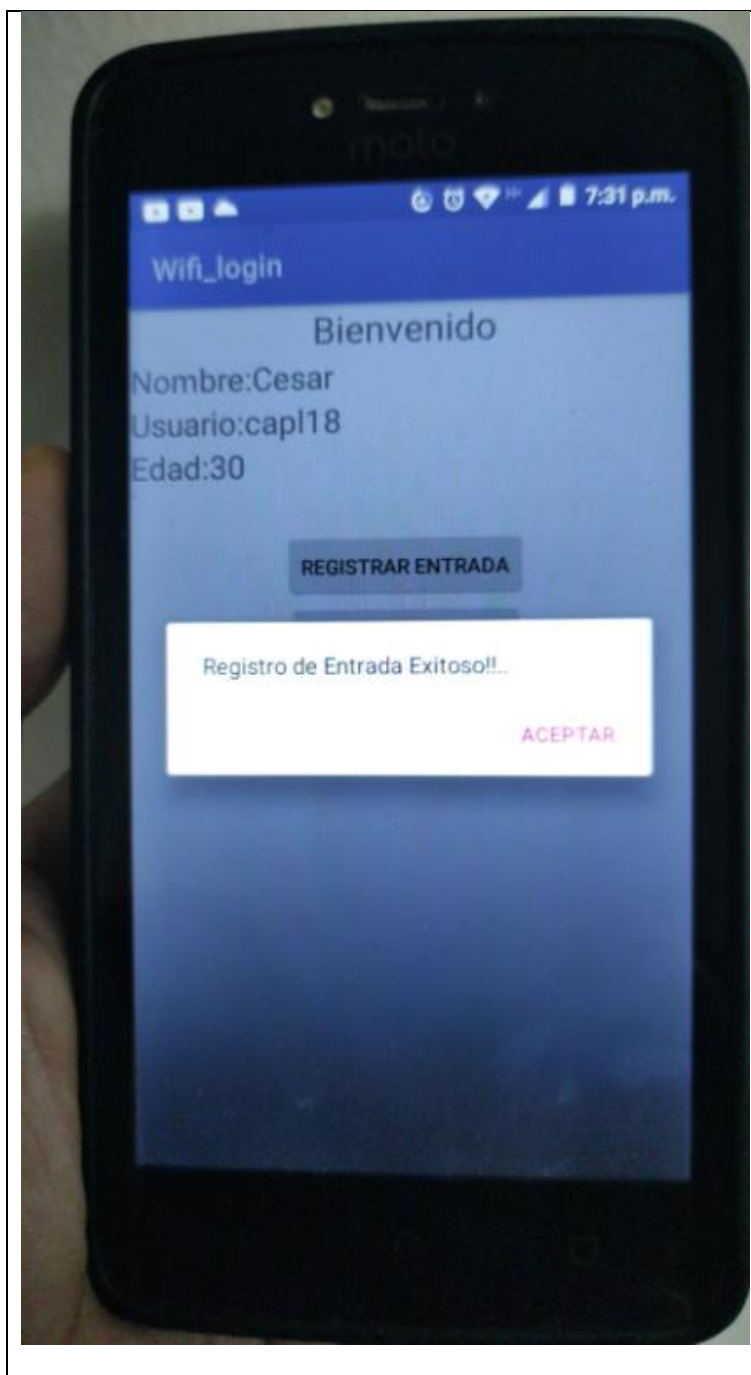 moto
7:31 p.m.
Wifi_login
Bienvenido
Nombre:Cesar
Usuario:capl18
Edad:30
REGISTRAR ENTRADA
Registro de Entrada Exitoso!!..
ACEPTAR